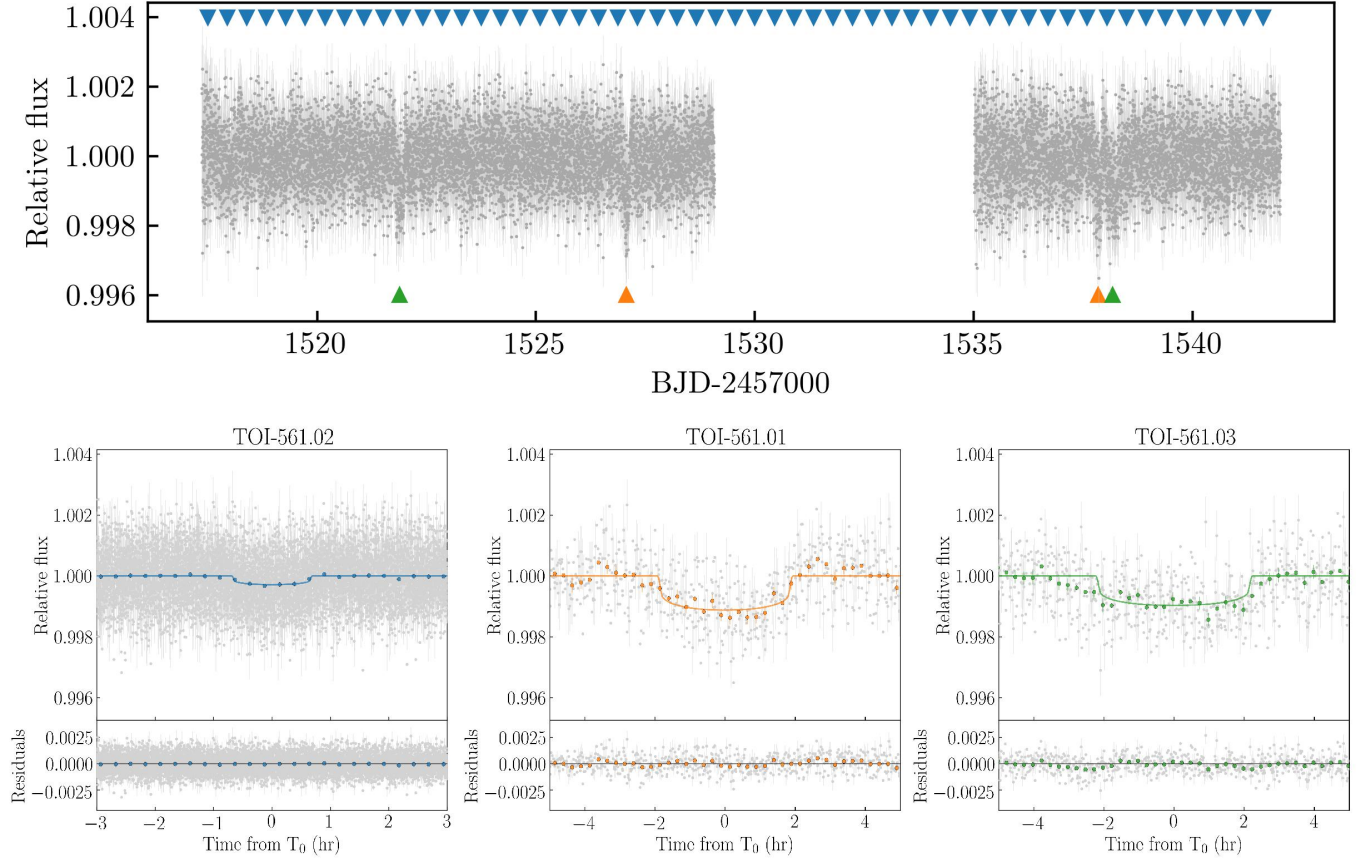 1.004
1.002
1.000
0.998
0.996
Relative flux
1520 1525 1530 1535 1540
BJD-2457000
TOI-561.02
1.004
1.002
1.000
0.998
0.996
Relative flux
0.0025
0.0000
−0.0025
Residuals
−3 −2 −1 0 1 2 3
Time from T0 (hr)
TOI-561.01
1.004
1.002
1.000
0.998
0.996
Relative flux
0.0025
0.0000
−0.0025
Residuals
−4 −2 0 2 4
Time from T0 (hr)
TOI-561.03
1.004
1.002
1.000
0.998
0.996
Relative flux
0.0025
0.0000
−0.0025
Residuals
−4 −2 0 2 4
Time from T0 (hr)